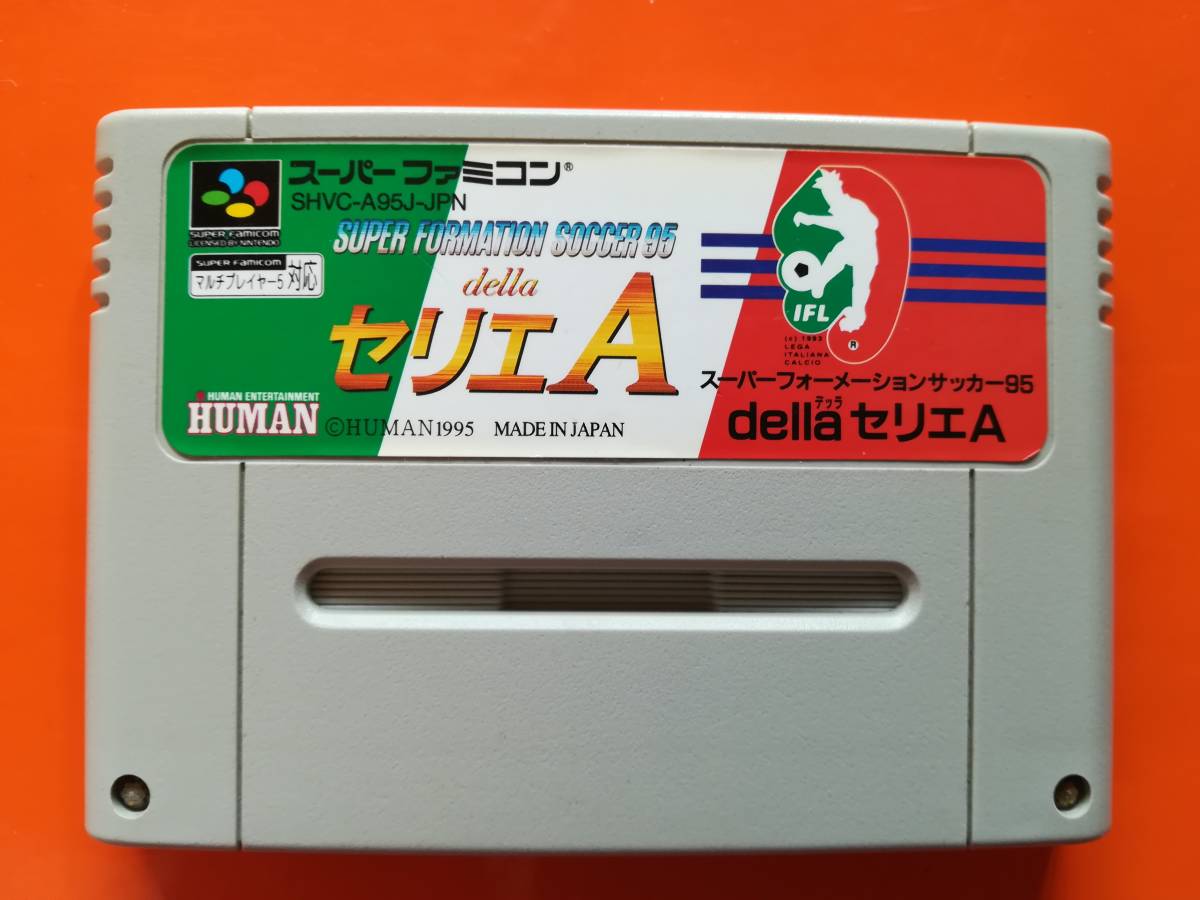 スーパーファミコン®
SHVC-A95J-JPN
SUPER FAMICOM
LICENSED BY NINTENDO
SUPER FAMICOM
マルチプレイヤー5対応
SUPER FORMATION SOCCER 95
della
セリエA
HUMAN ENTERTAINMENT
HUMAN
©HUMAN1995 MADE IN JAPAN
IFL
®
(c) 1993
LEGA
ITALIANA
CALCIO
スーパーフォーメーションサッカー95
デッラ
della セリエA